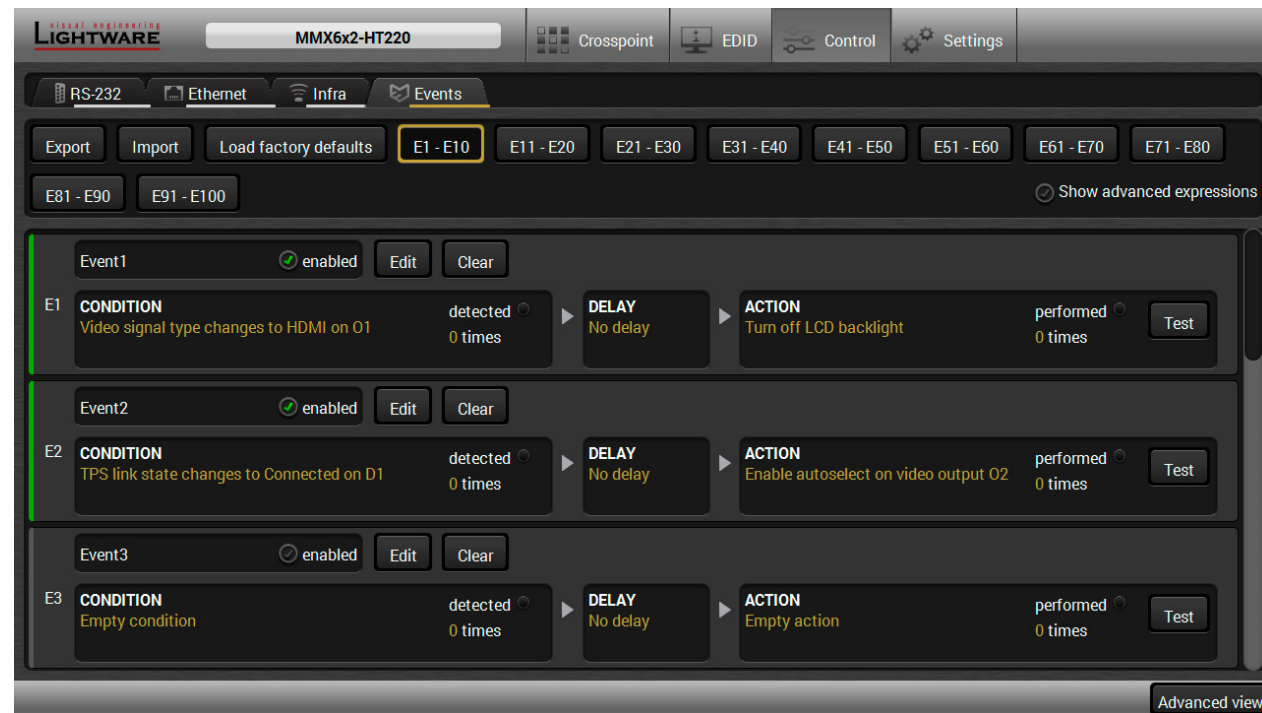 visual engineering
LIGHTWARE
MMX6x2-HT220
Crosspoint
EDID
Control
Settings
RS-232
Ethernet
Infra
Events
Export
Import
Load factory defaults
E1 - E10
E11 - E20
E21 - E30
E31 - E40
E41 - E50
E51 - E60
E61 - E70
E71 - E80
E81 - E90
E91 - E100
Show advanced expressions
Event1
enabled
Edit
Clear
E1
CONDITION
Video signal type changes to HDMI on O1
detected
0 times
DELAY
No delay
ACTION
Turn off LCD backlight
performed
0 times
Test
Event2
enabled
Edit
Clear
E2
CONDITION
TPS link state changes to Connected on D1
detected
0 times
DELAY
No delay
ACTION
Enable autoselect on video output O2
performed
0 times
Test
Event3
enabled
Edit
Clear
E3
CONDITION
Empty condition
detected
0 times
DELAY
No delay
ACTION
Empty action
performed
0 times
Test
Advanced view